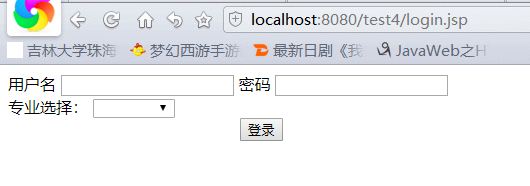 localhost:8080/test4/login.jsp
吉林大学珠海 梦幻西游手游 最新日剧《我 JavaWeb之H
用户名 密码
专业选择：
登录